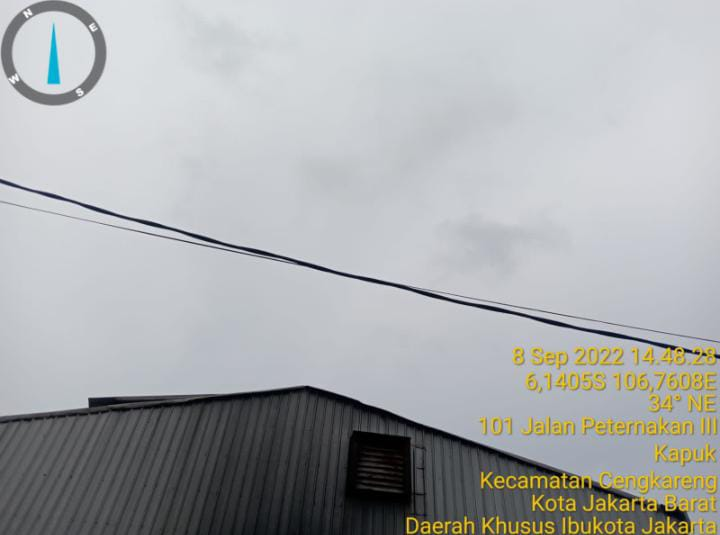 N
E
W
S
8 Sep 2022 14.48.28
6,1405S 106,7608E
34° NE
101 Jalan Peternakan III
Kapuk
Kecamatan Cengkareng
Kota Jakarta Barat
Daerah Khusus Ibukota Jakarta